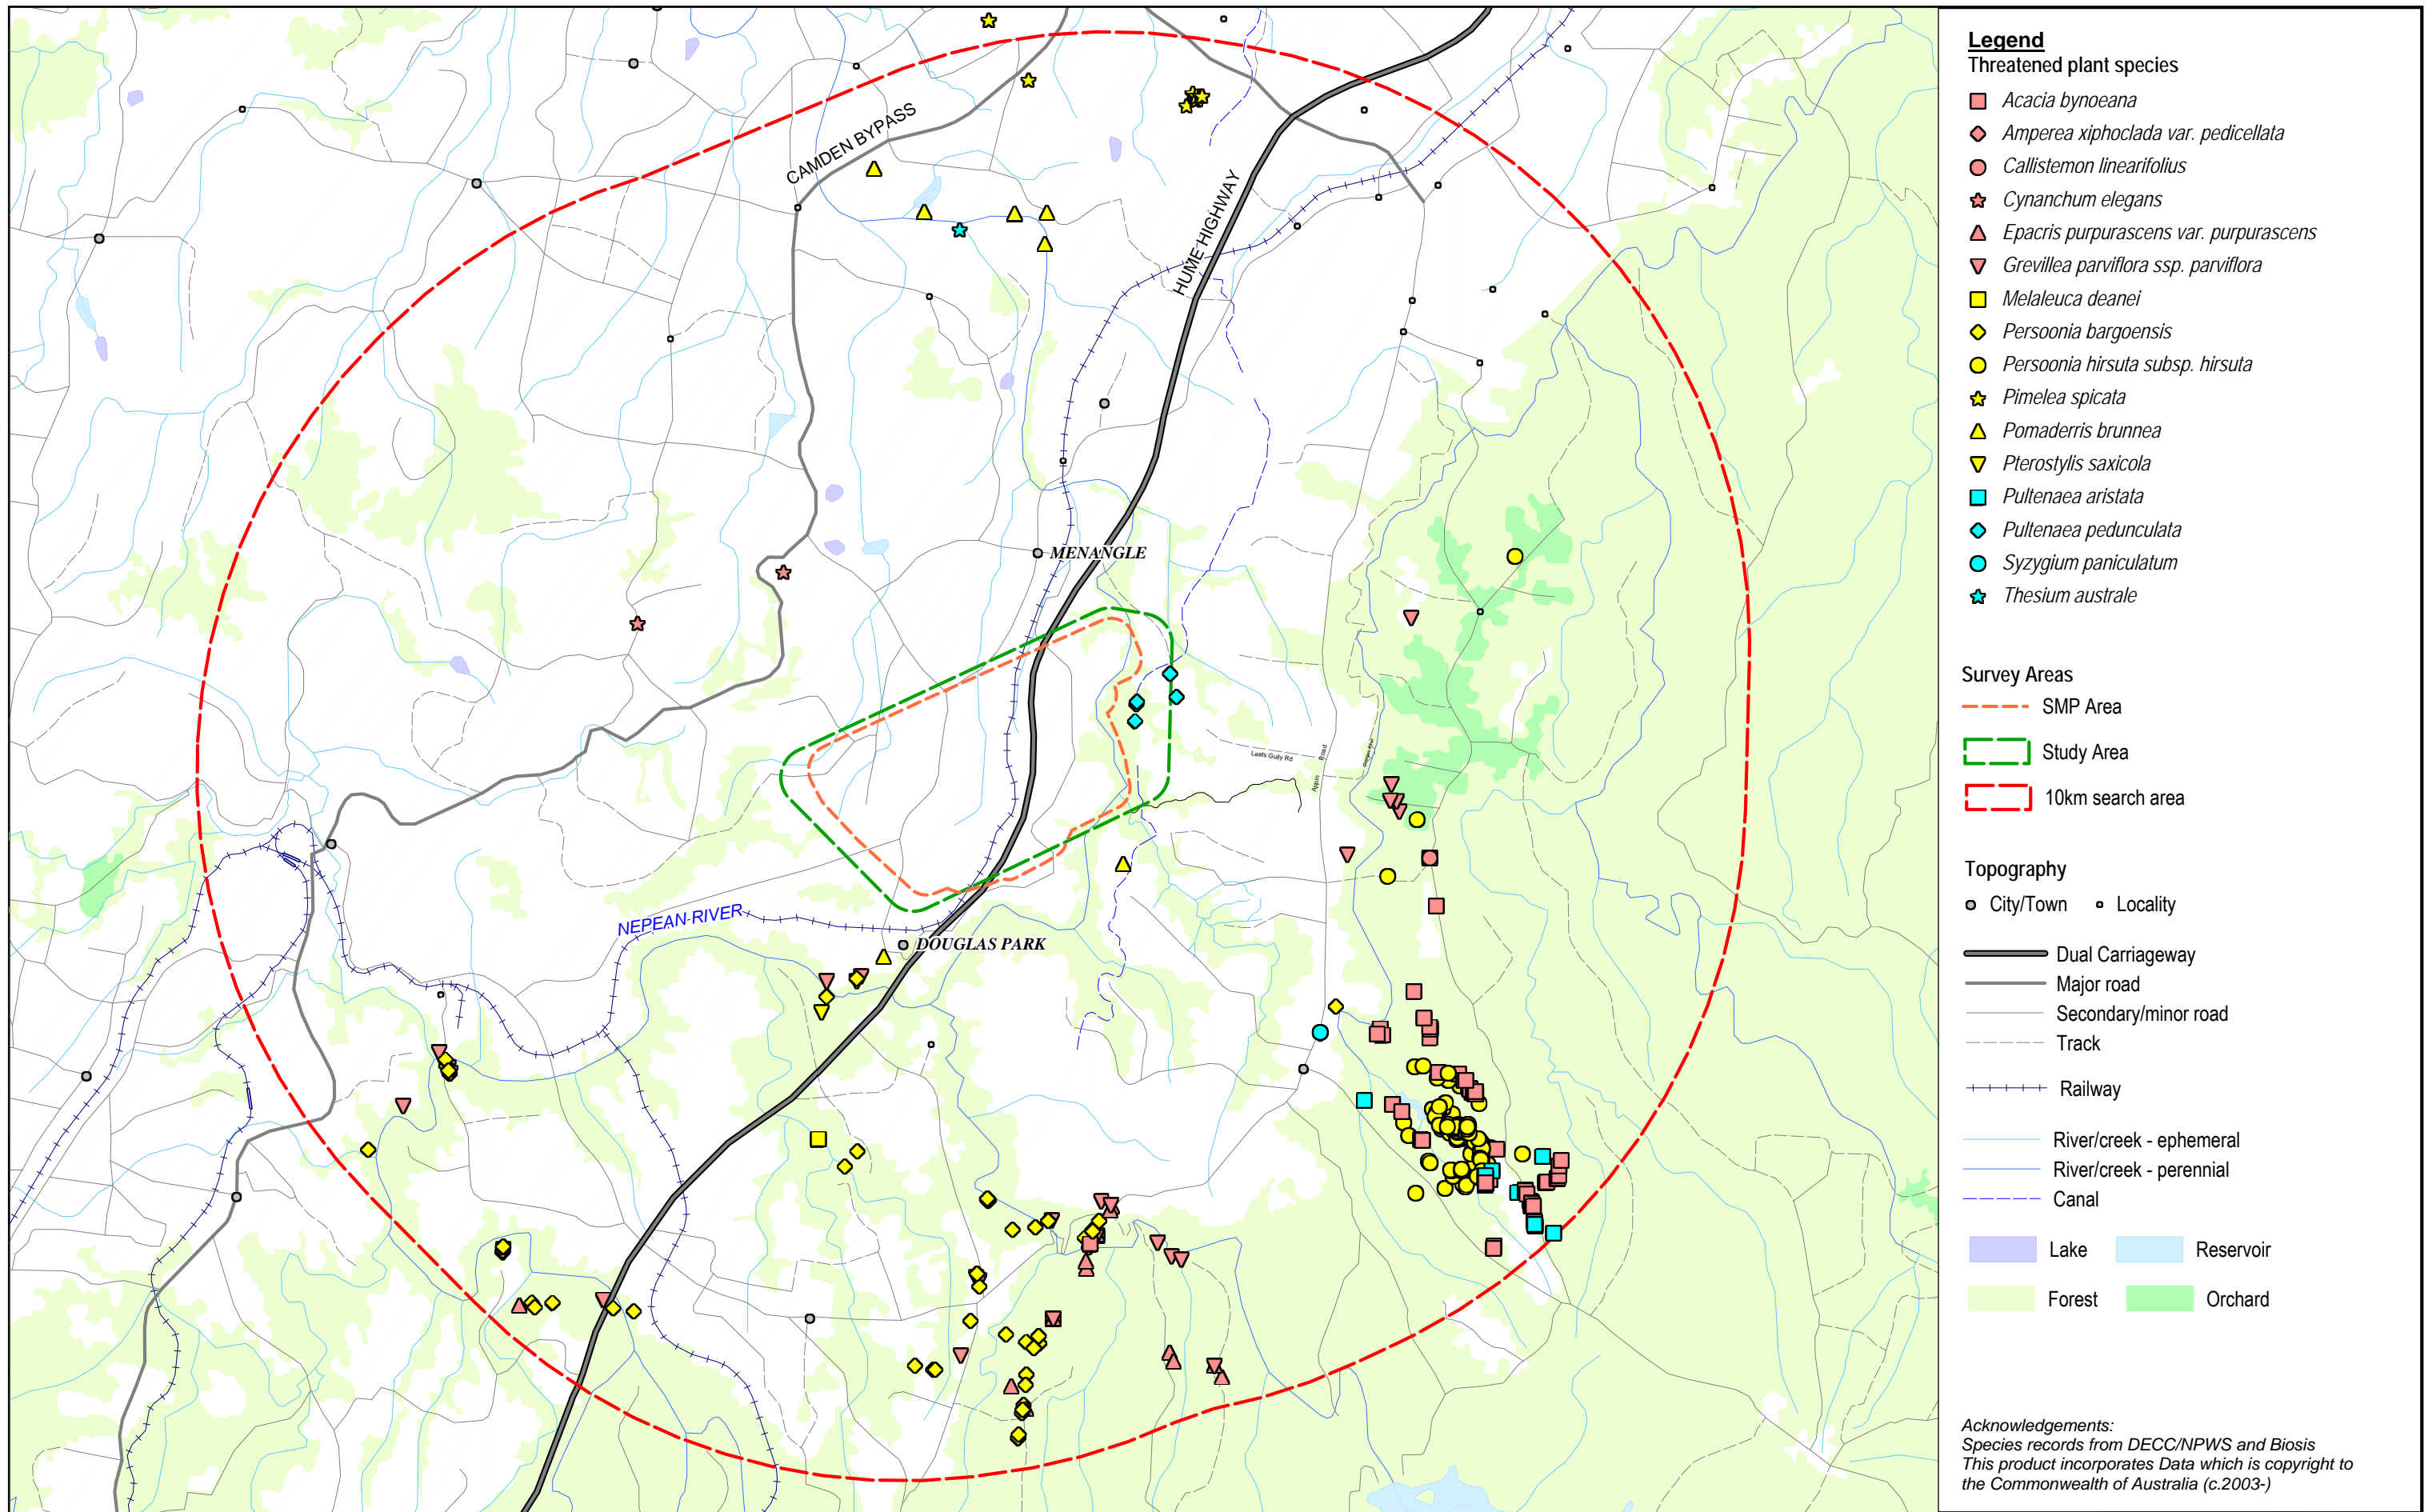 CAMDEN BYPASS
HUME HIGHWAY
MENANGLE
Leafs Gully Rd
Appin Road
NEPEAN RIVER
DOUGLAS PARK
Legend
Threatened plant species
Acacia bynoeana
Amperea xiphoclada var. pedicellata
Callistemon linearifolius
Cynanchum elegans
Epacris purpurascens var. purpurascens
Grevillea parviflora ssp. parviflora
Melaleuca deanei
Persoonia bargoensis
Persoonia hirsuta subsp. hirsuta
Pimelea spicata
Pomaderris brunnea
Pterostylis saxicola
Pultenaea aristata
Pultenaea pedunculata
Syzygium paniculatum
Thesium australe
Survey Areas
SMP Area
Study Area
10km search area
Topography
City/Town Locality
Dual Carriageway
Major road
Secondary/minor road
Track
Railway
River/creek - ephemeral
River/creek - perennial
Canal
Lake Reservoir
Forest Orchard
Acknowledgements:
Species records from DECC/NPWS and Biosis
This product incorporates Data which is copyright to
the Commonwealth of Australia (c.2003-)